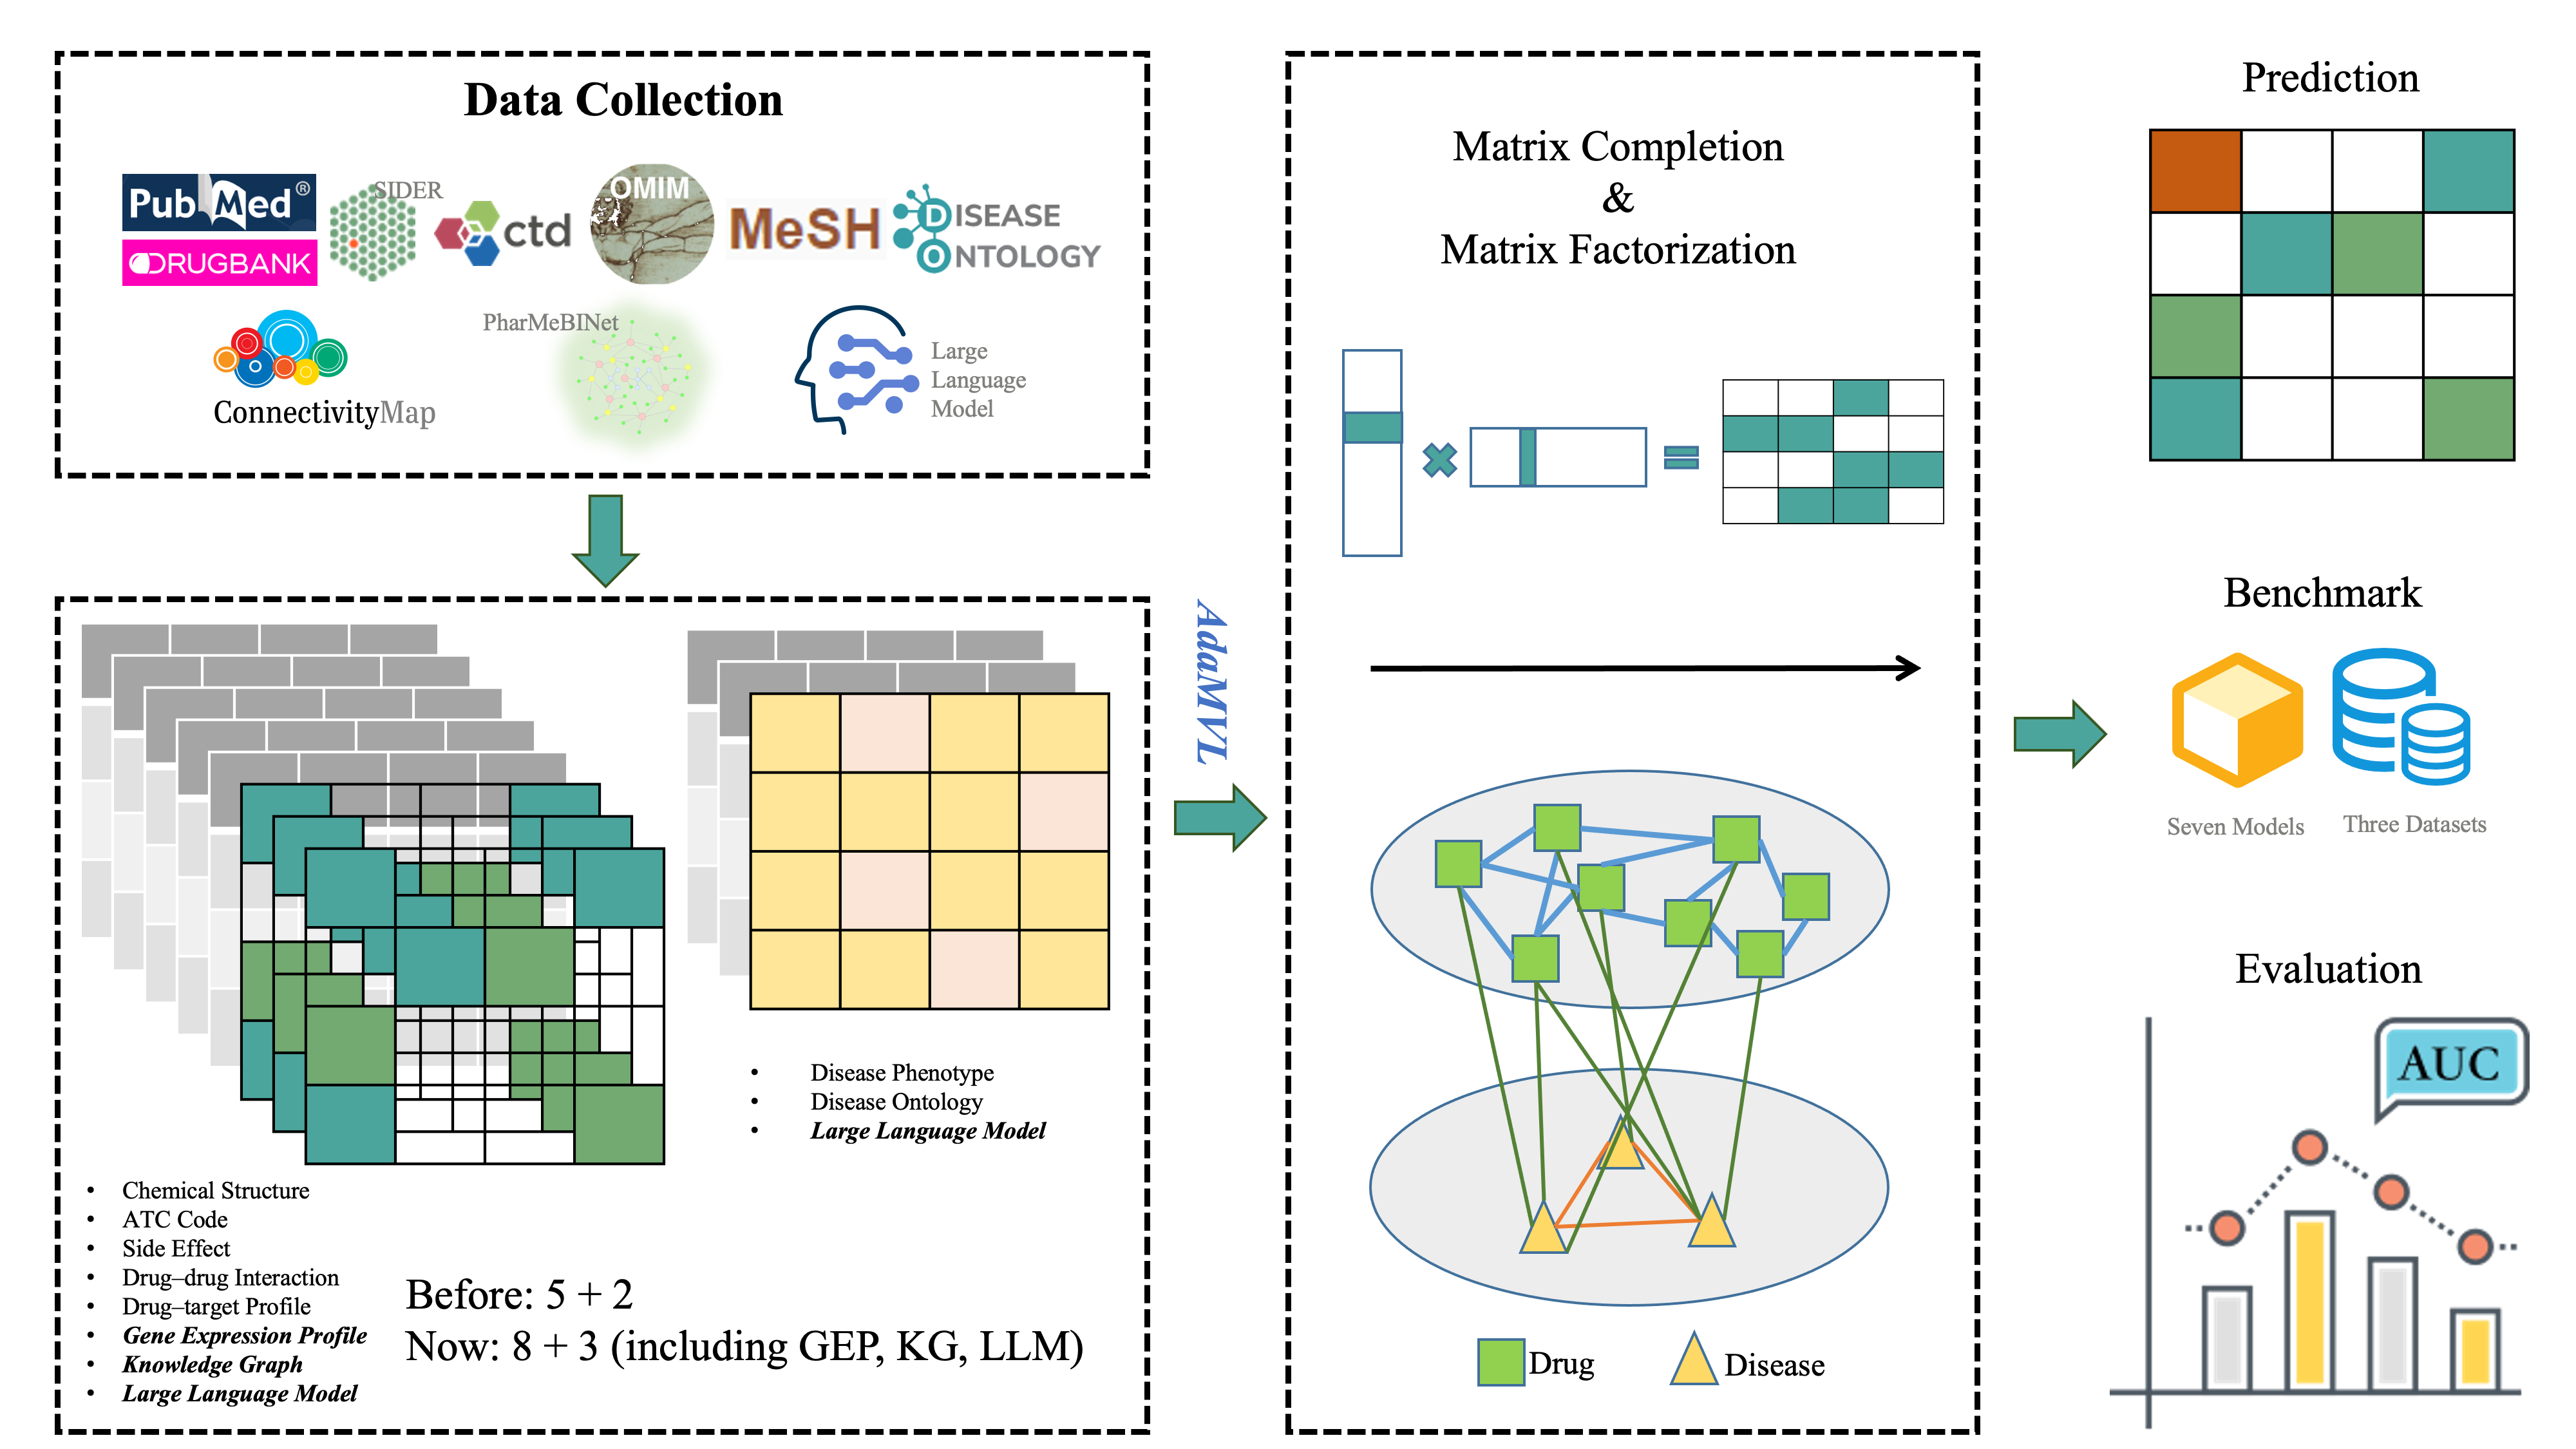 Data Collection
PubMed®
DRUGBANK
SIDER
ctd
OMIM
MeSH
DISEASE
ONTOLOGY
ConnectivityMap
PharMeBINet
Large
Language
Model
• Chemical Structure
• ATC Code
• Side Effect
• Drug–drug Interaction
• Drug–target Profile
• Gene Expression Profile
• Knowledge Graph
• Large Language Model
• Disease Phenotype
• Disease Ontology
• Large Language Model
Before: 5 + 2
Now: 8 + 3 (including GEP, KG, LLM)
AdaMVL
Matrix Completion
&
Matrix Factorization
Drug
Disease
Prediction
Benchmark
Seven Models
Three Datasets
Evaluation
AUC